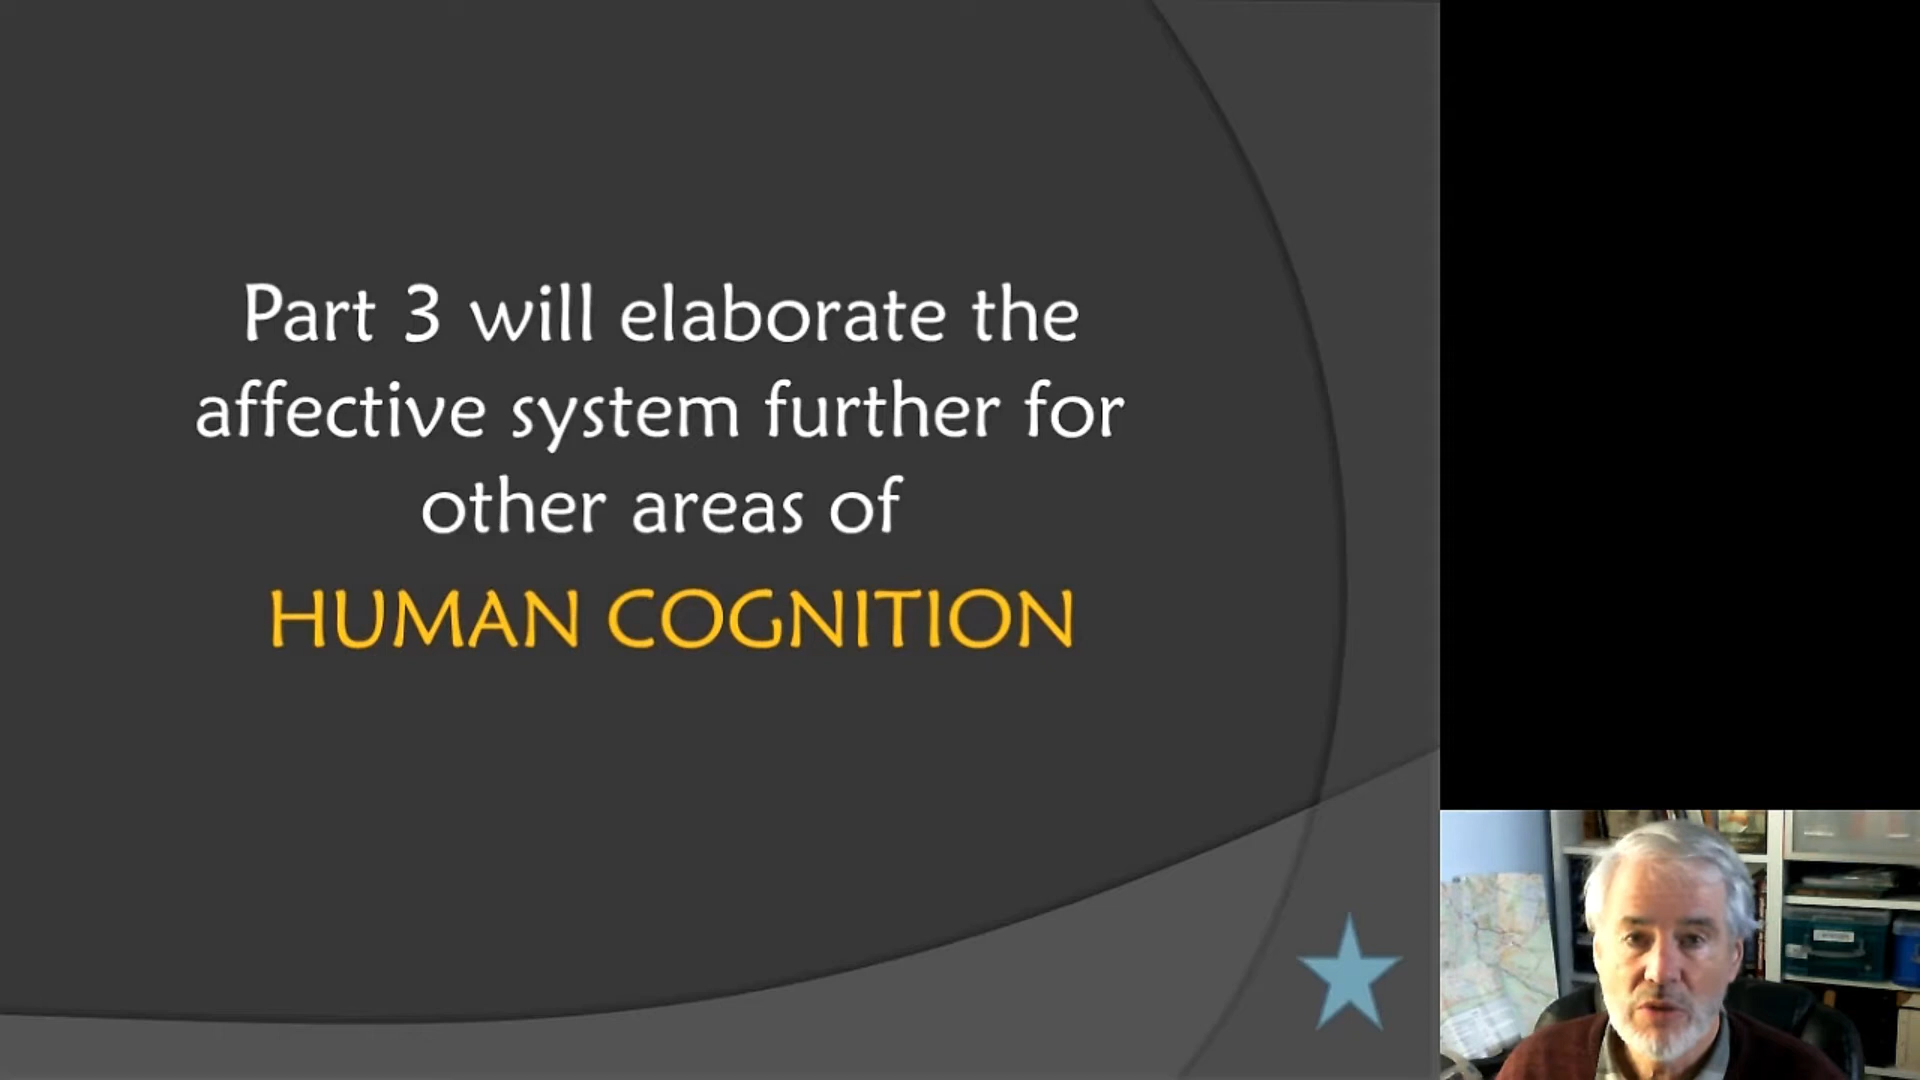 Part 3 will elaborate the
affective system further for
other areas of
HUMAN COGNITION